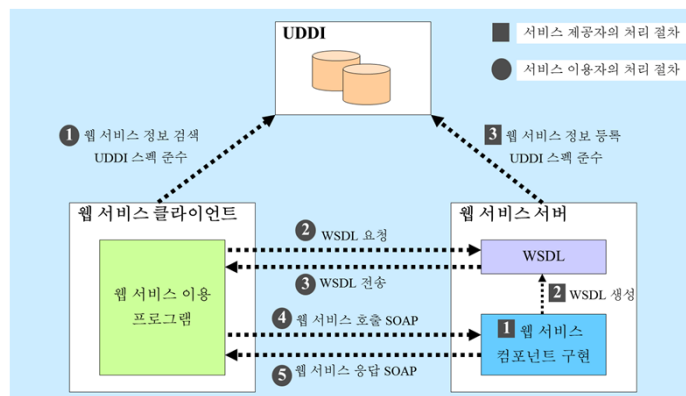 UDDI
서비스 제공자의 처리 절차
서비스 이용자의 처리 절차
1 웹 서비스 정보 검색
UDDI 스펙 준수
3 웹 서비스 정보 등록
UDDI 스펙 준수
웹 서비스 클라이언트
웹 서비스 서버
2 WSDL 요청
WSDL
3 WSDL 전송
2 WSDL 생성
웹 서비스 이용
프로그램
4 웹 서비스 호출 SOAP
1 웹 서비스
컴포넌트 구현
5 웹 서비스 응답 SOAP